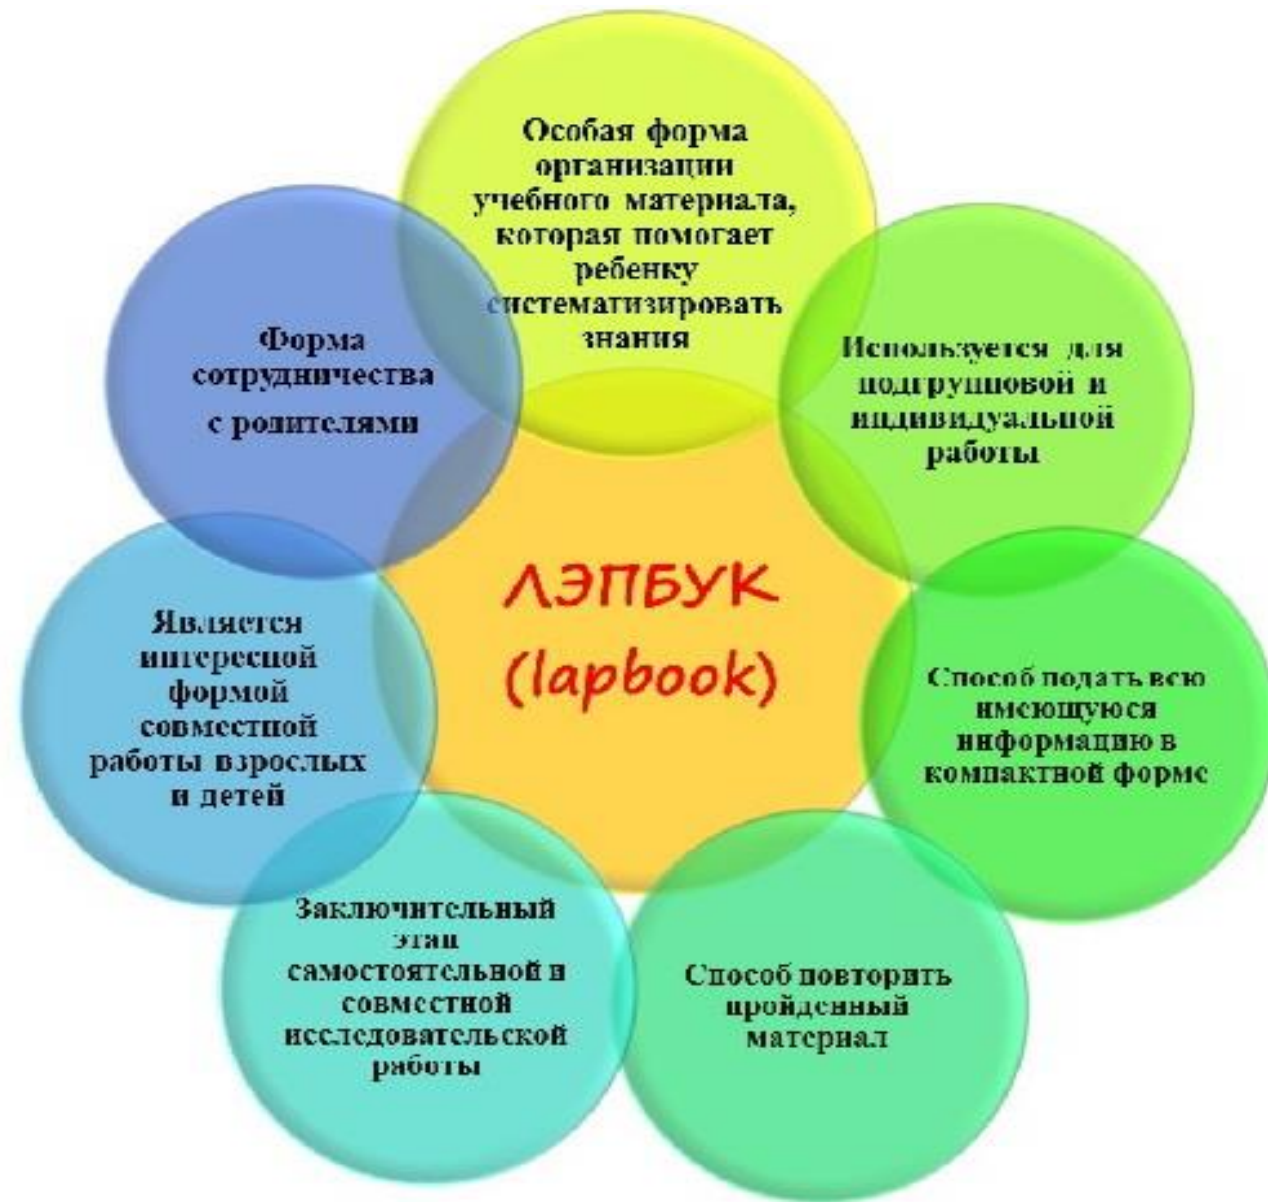 Особая форма
организации
учебного материала,
которая помогает
ребенку
систематизировать
знания
Используется для
подгрупповой и
индивидуальной
работы
Способ подать всю
имеющуюся
информацию в
компактной форме
Способ повторить
пройденный
материал
Заключительный
этап
самостоятельной и
совместной
исследовательской
работы
Является
интересной
формой
совместной
работы взрослых
и детей
Форма
сотрудничества
с родителями
ЛЭПБУК
(lapbook)